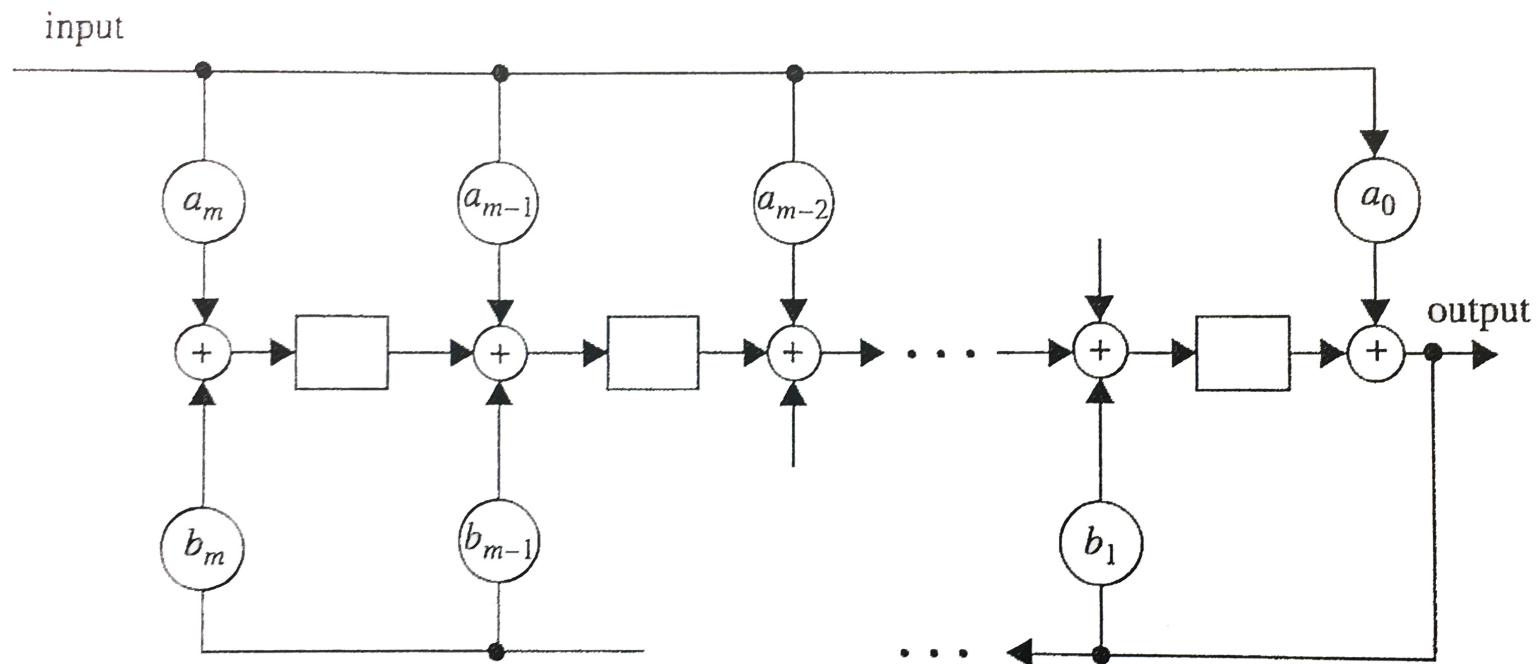 input
a_m a_{m-1} a_{m-2} a_0
output
+ + + ... + +
b_m b_{m-1} b_1
...